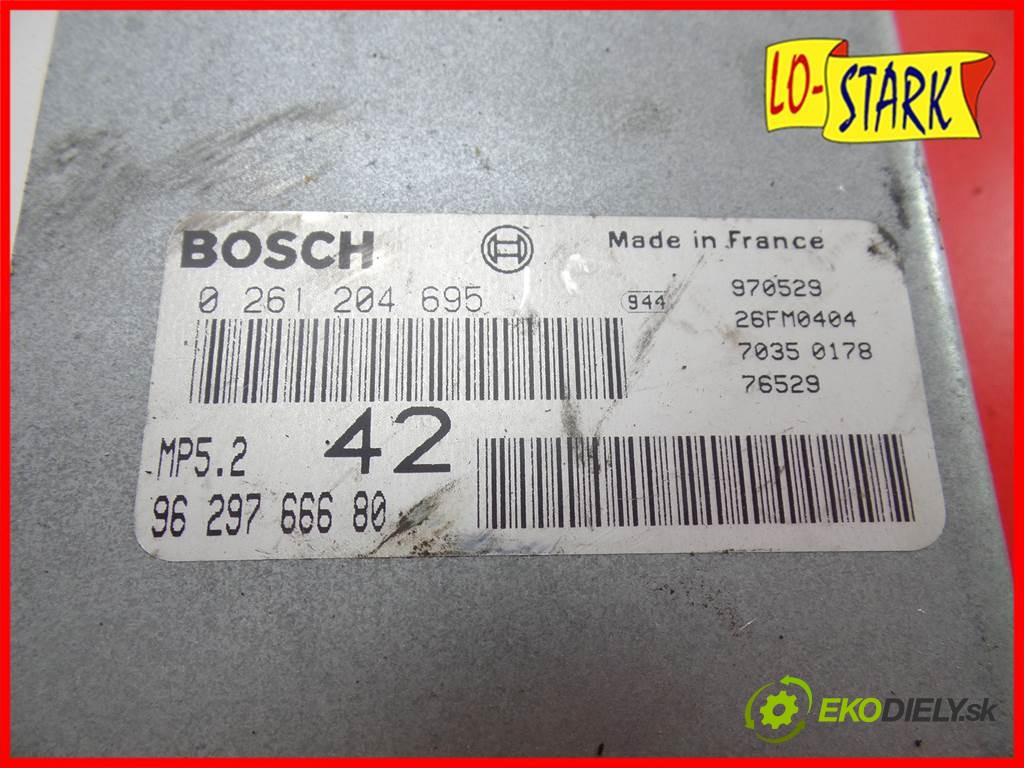 LO-STARK
BOSCH
Made in France
0 261 204 695
944
970529
26FM0404
7035 0178
76529
MP5.2
42
96 297 666 80
EKODIELY.sk